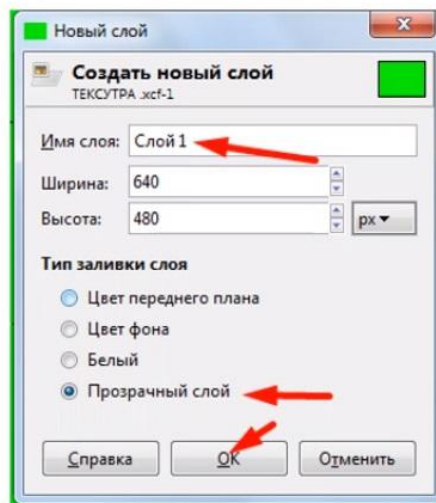 Новый слой
Создать новый слой
ТЕКСУТРА .xcf-1
Имя слоя: Слой 1
Ширина: 640
Высота: 480 px
Тип заливки слоя
Цвет переднего плана
Цвет фона
Белый
Прозрачный слой
Справка OK Отменить